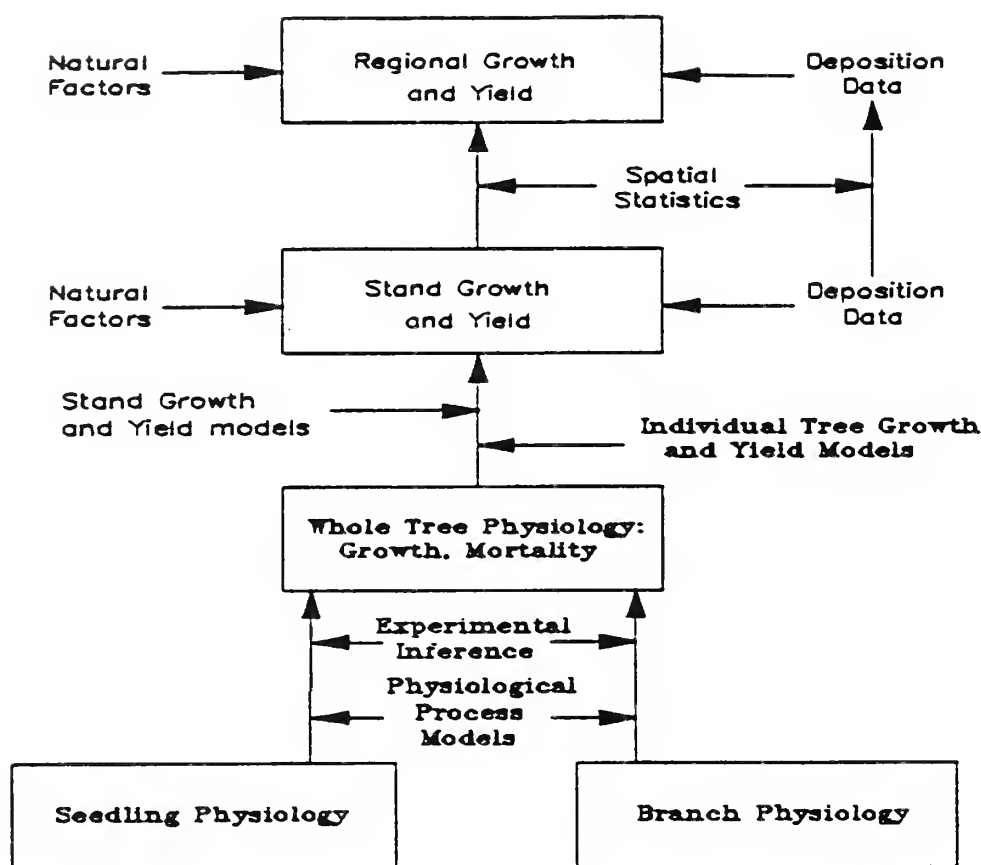 Natural
Factors
Regional Growth
and Yield
Deposition
Data
Spatial
Statistics
Natural
Factors
Stand Growth
and Yield
Deposition
Data
Stand Growth
and Yield models
Individual Tree Growth
and Yield Models
Whole Tree Physiology:
Growth. Mortality
Experimental
Inference
Physiological
Process
Models
Seedling Physiology
Branch Physiology